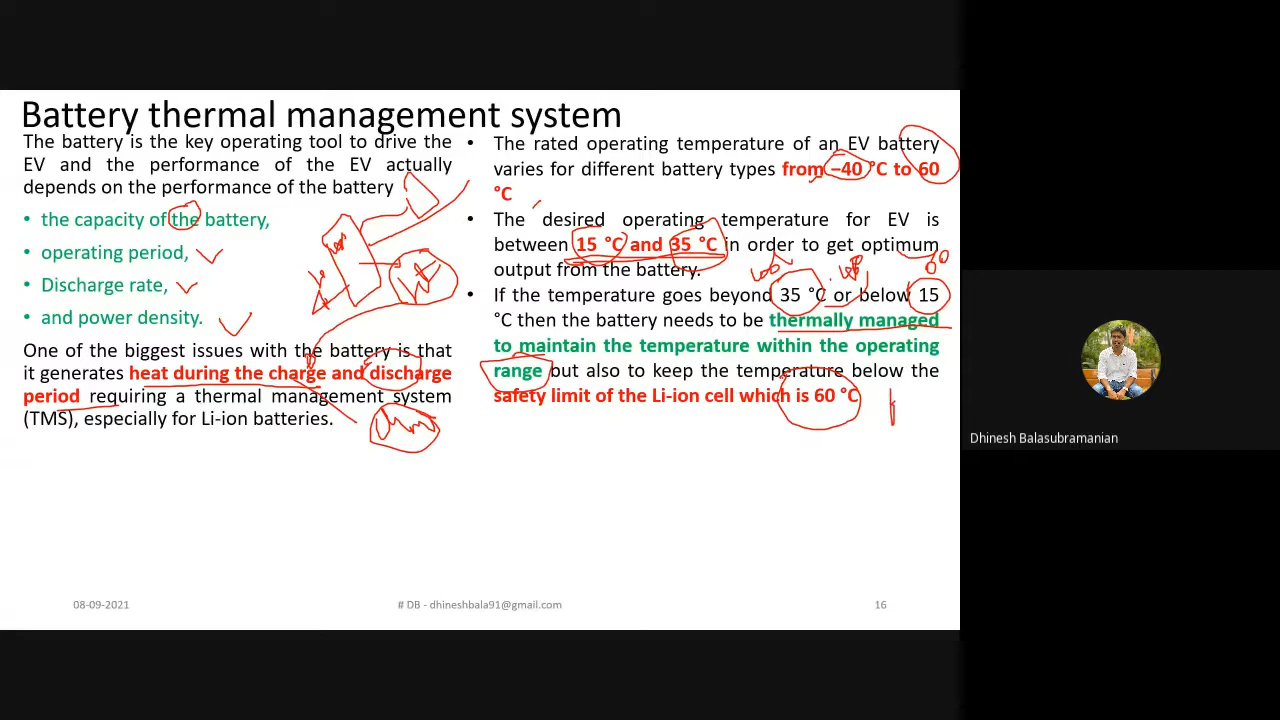 Battery thermal management system
The battery is the key operating tool to drive the
EV and the performance of the EV actually
depends on the performance of the battery
• the capacity of the battery,
• operating period,
• Discharge rate,
• and power density.
One of the biggest issues with the battery is that
it generates heat during the charge and discharge
period requiring a thermal management system
(TMS), especially for Li-ion batteries.
• The rated operating temperature of an EV battery
varies for different battery types from −40 °C to 60
°C
• The desired operating temperature for EV is
between 15 °C and 35 °C in order to get optimum
output from the battery.
• If the temperature goes beyond 35 °C or below 15
°C then the battery needs to be thermally managed
to maintain the temperature within the operating
range but also to keep the temperature below the
safety limit of the Li-ion cell which is 60 °C
08-09-2021
# DB - dhineshbala91@gmail.com
16
Dhinesh Balasubramanian